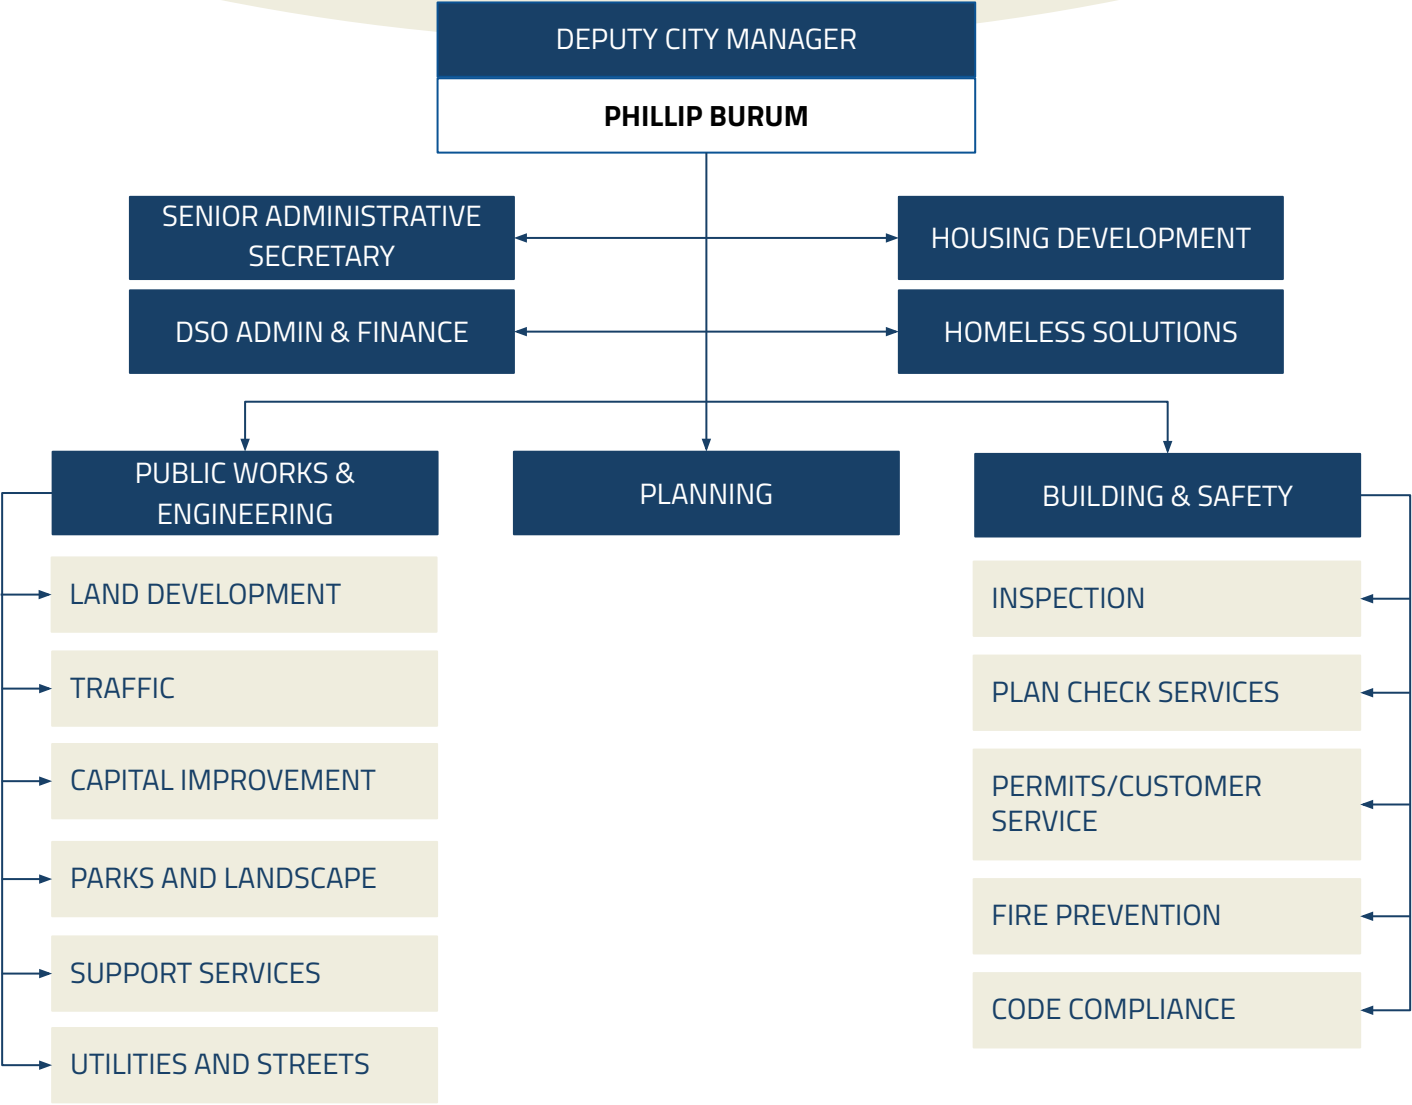 DEPUTY CITY MANAGER
PHILLIP BURUM
SENIOR ADMINISTRATIVE
SECRETARY
HOUSING DEVELOPMENT
DSO ADMIN & FINANCE
HOMELESS SOLUTIONS
PUBLIC WORKS &
ENGINEERING
LAND DEVELOPMENT
TRAFFIC
CAPITAL IMPROVEMENT
PARKS AND LANDSCAPE
SUPPORT SERVICES
UTILITIES AND STREETS
PLANNING
BUILDING & SAFETY
INSPECTION
PLAN CHECK SERVICES
PERMITS/CUSTOMER
SERVICE
FIRE PREVENTION
CODE COMPLIANCE